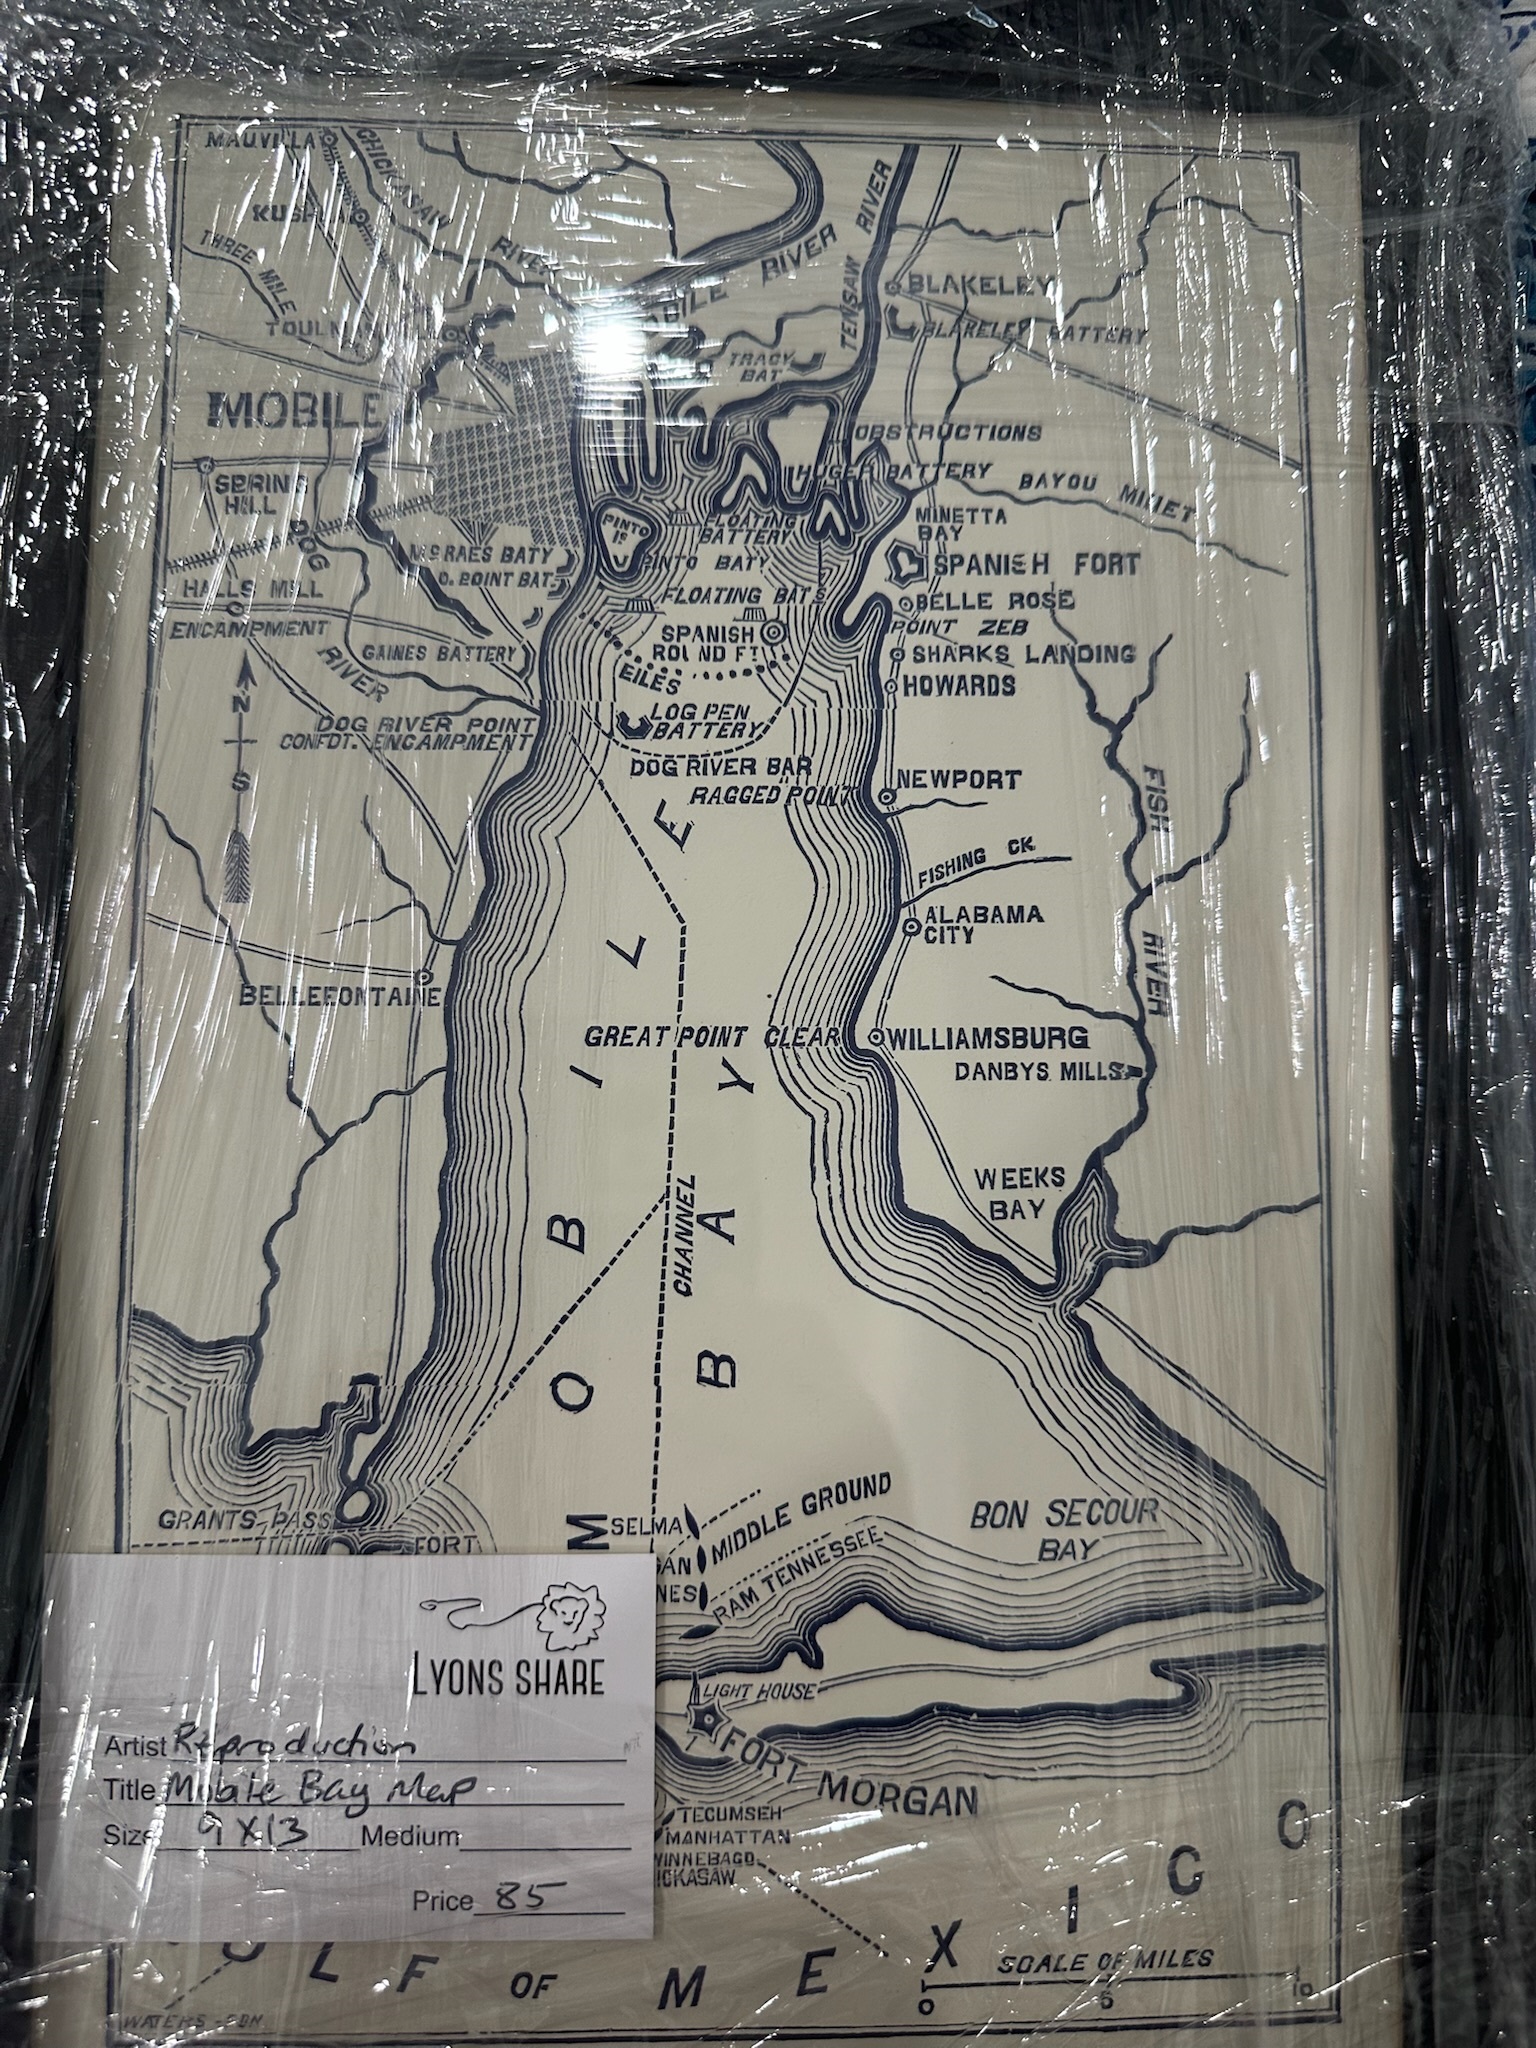 MAUVILLA
CHICKASAW
RIVER
THREE MILE
MOBILE RIVER
TENSAW RIVER
BLAKELEY
BLAKELEY BATTERY
TRACY
BAT
MOBILE
OBSTRUCTIONS
HUGER BATTERY
BAYOU MINET
SPRING
HILL
DOG
RIVER
PINTO
IS
FLOATING
BATTERY
MINETTA
BAY
McRAES BATY
PINTO BATY
SPANISH FORT
O. POINT BAT.
HALLS MILL
FLOATING BATS
BELLE ROSE
ENCAMPMENT
SPANISH
ROUND FT
POINT ZEB
GAINES BATTERY
SHARKS LANDING
HOWARDS
LOG PEN
BATTERY
DOG RIVER POINT
CONFDT. ENCAMPMENT
N
S
DOG RIVER BAR
RAGGED POINT
NEWPORT
FISH
RIVER
FISHING CK
ALABAMA
CITY
BELLEFONTAINE
GREAT POINT CLEAR
WILLIAMSBURG
DANBYS MILLS
WEEKS
BAY
CHANNEL
MOBILE
BAY
GRANTS PASS
FORT
SELMA
MIDDLE GROUND
GAN
NES
RAM TENNESSEE
BON SECOUR
BAY
LIGHT HOUSE
FORT MORGAN
TECUMSEH
MANHATTAN
WINNEBAGO
ICKASAW
LYONS SHARE
Artist Reproduction
Title Mobile Bay Map
Size 9X13 Medium
Price 85
ULF OF MEXICO
SCALE OF MILES
0 5 10